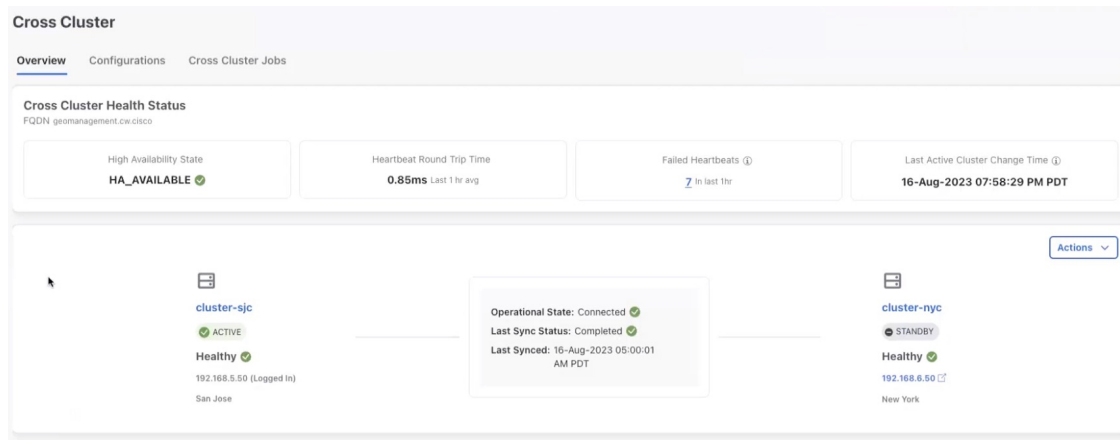 Cross Cluster
Overview Configurations Cross Cluster Jobs
Cross Cluster Health Status
FQDN geomanagement.cw.cisco
High Availability State
HA_AVAILABLE
Heartbeat Round Trip Time
0.85ms Last 1 hr avg
Failed Heartbeats
7 In last 1hr
Last Active Cluster Change Time
16-Aug-2023 07:58:29 PM PDT
Actions
cluster-sjc
ACTIVE
Healthy
192.168.5.50 (Logged In)
San Jose
Operational State: Connected
Last Sync Status: Completed
Last Synced: 16-Aug-2023 05:00:01
AM PDT
cluster-nyc
STANDBY
Healthy
192.168.6.50
New York